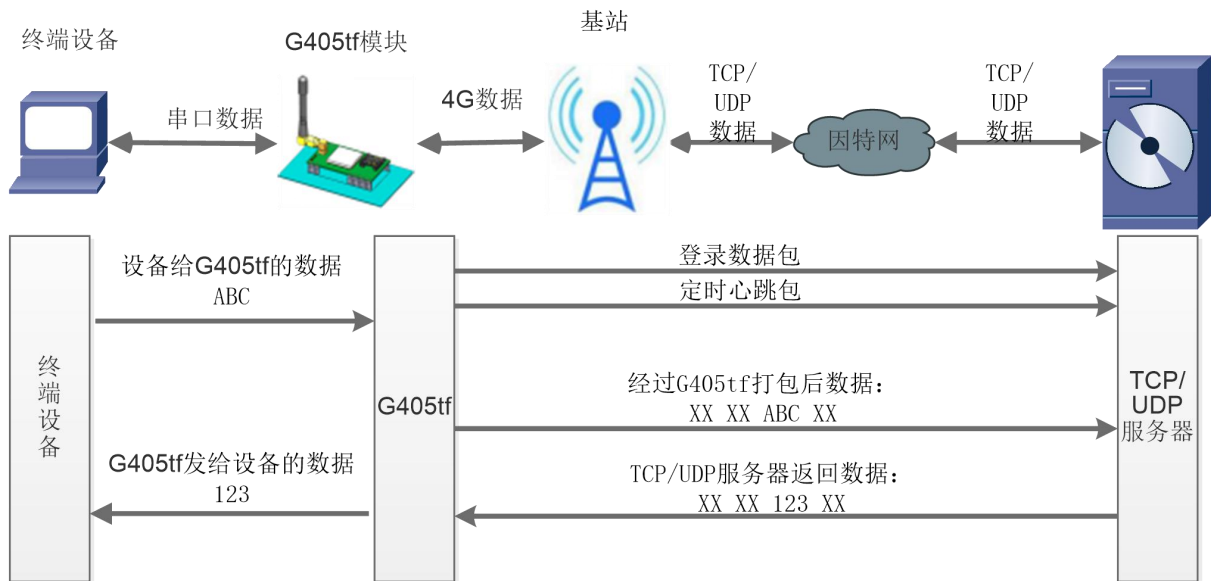 终端设备
G405tf模块
基站
串口数据
4G数据
TCP/
UDP
数据
因特网
TCP/
UDP
数据
设备给G405tf的数据
ABC
登录数据包
定时心跳包
终
端
设
备
G405tf
经过G405tf打包后数据:
XX XX ABC XX
TCP/
UDP
服务器
G405tf发给设备的数据
123
TCP/UDP服务器返回数据:
XX XX 123 XX